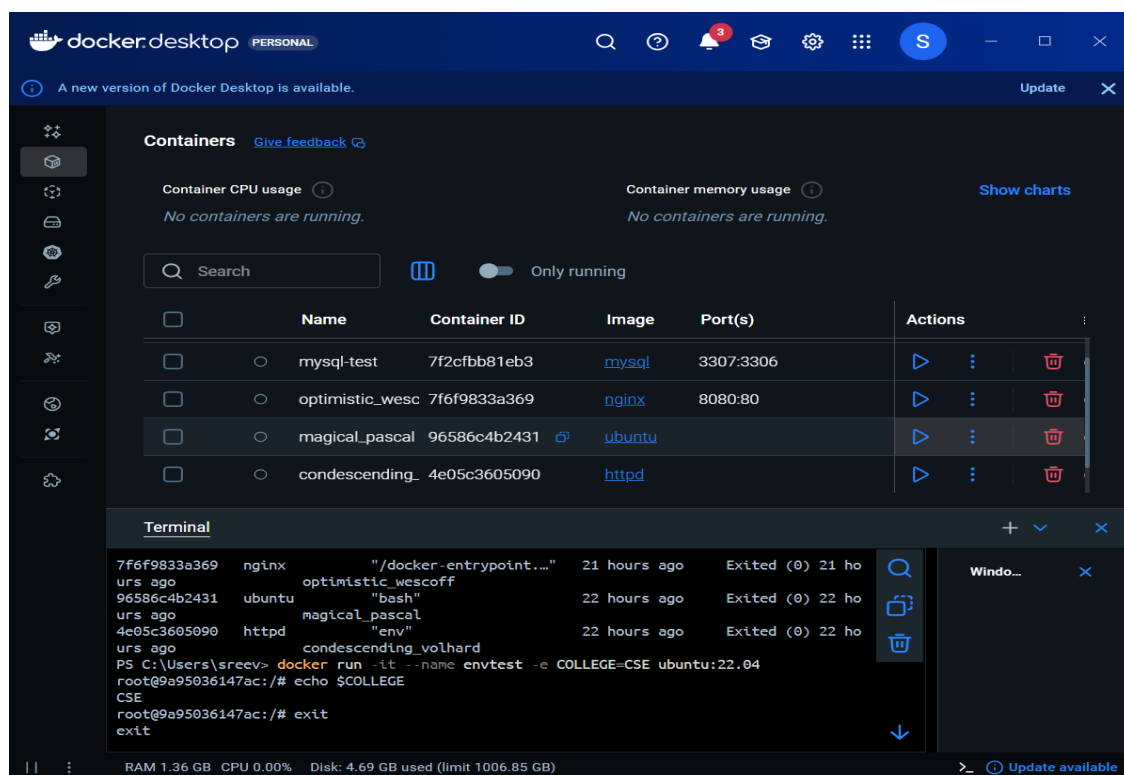 docker.desktop PERSONAL 3 S
A new version of Docker Desktop is available. Update
Containers Give feedback
Container CPU usage Container memory usage Show charts
No containers are running. No containers are running.
Search Only running
Name Container ID Image Port(s) Actions
mysql-test 7f2cfbb81eb3 mysql 3307:3306
optimistic_wesc 7f6f9833a369 nginx 8080:80
magical_pascal 96586c4b2431 ubuntu
condescending_ 4e05c3605090 httpd
Terminal
7f6f9833a369 nginx "/docker-entrypoint.…" 21 hours ago Exited (0) 21 ho
urs ago optimistic_wescoff
96586c4b2431 ubuntu "bash" 22 hours ago Exited (0) 22 ho
urs ago magical_pascal
4e05c3605090 httpd "env" 22 hours ago Exited (0) 22 ho
urs ago condescending_volhard
PS C:\Users\sreev> docker run -it --name envtest -e COLLEGE=CSE ubuntu:22.04
root@9a95036147ac:/# echo $COLLEGE
CSE
root@9a95036147ac:/# exit
exit
Windo...
RAM 1.36 GB CPU 0.00% Disk: 4.69 GB used (limit 1006.85 GB) >_ Update available